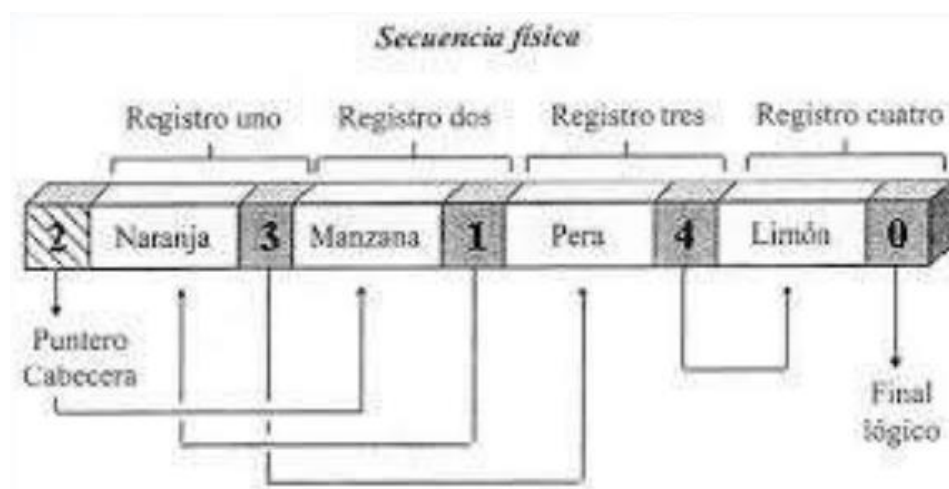 Secuencia física
Registro uno Registro dos Registro tres Registro cuatro
2 Naranja 3 Manzana 1 Pera 4 Limón 0
Puntero
Cabecera
Final
lógico